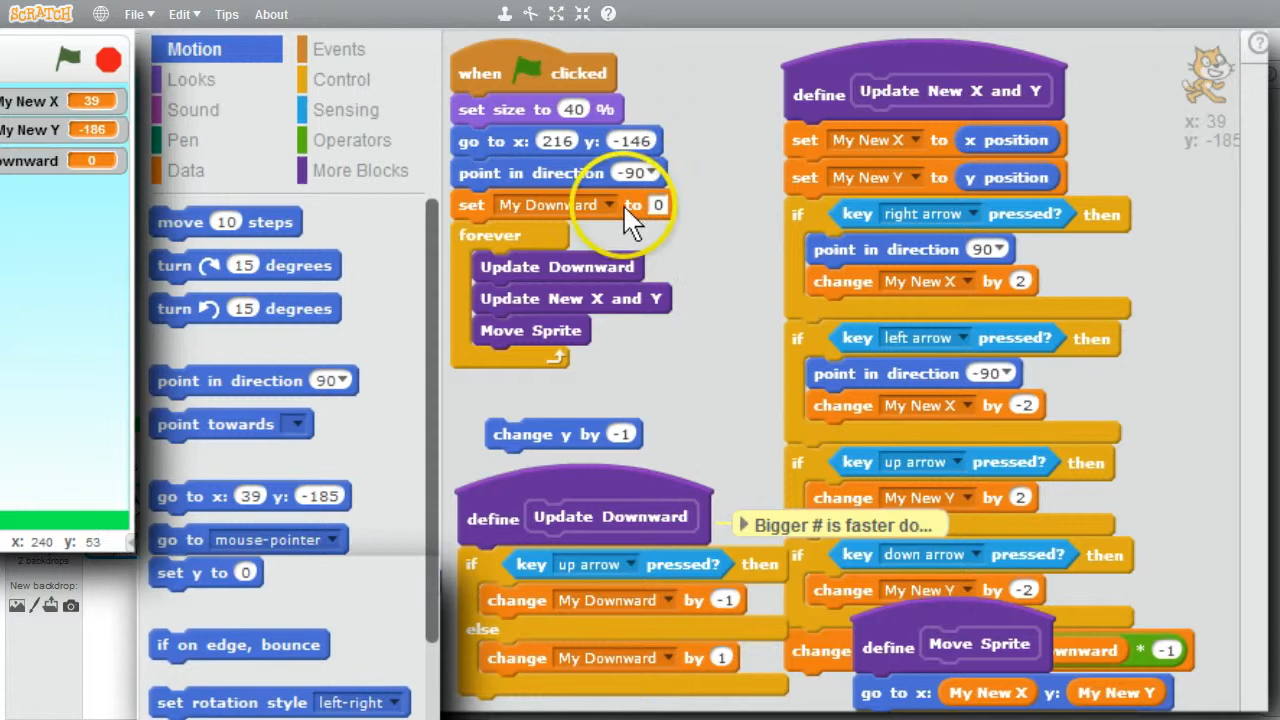 SCRATCH File Edit Tips About
My New X 39
My New Y -186
ownward 0
x: 240 y: 53
2 backdrops
New backdrop:
Motion Events
Looks Control
Sound Sensing
Pen Operators
Data More Blocks
move 10 steps
turn 15 degrees
turn 15 degrees
point in direction 90
point towards
go to x: 39 y: -185
go to mouse-pointer
set y to 0
if on edge, bounce
set rotation style left-right
when clicked
set size to 40 %
go to x: 216 y: -146
point in direction -90
set My Downward to 0
forever
Update Downward
Update New X and Y
Move Sprite
change y by -1
define Update Downward
if key up arrow pressed? then
change My Downward by -1
else
change My Downward by 1
Bigger # is faster do...
define Update New X and Y
set My New X to x position
set My New Y to y position
if key right arrow pressed? then
point in direction 90
change My New X by 2
if key left arrow pressed? then
point in direction -90
change My New X by -2
if key up arrow pressed? then
change My New Y by 2
if key down arrow pressed? then
change My New Y by -2
change ownward * -1
define Move Sprite
go to x: My New X y: My New Y
x: 39
y: -185